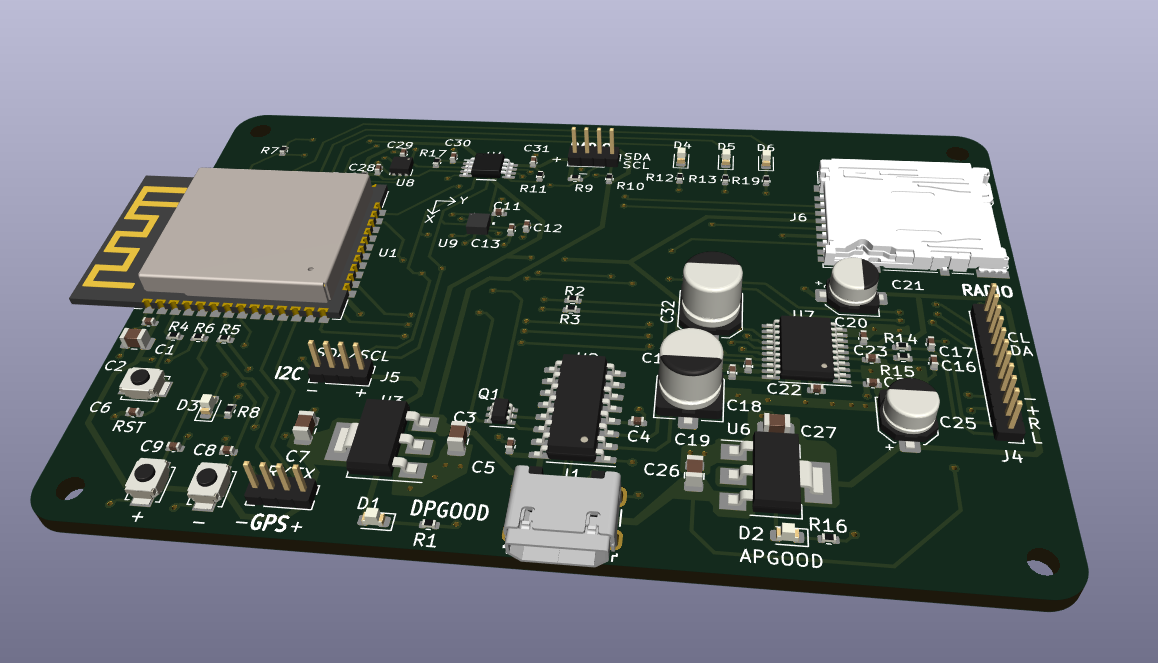 R7
C29
C30
R17
C28
U8
C31
+
SDA
SCL
R11
R9
R10
D4
D5
D6
R12
R13
R19
J6
Y
X
C11
C12
U9
C13
U1
R2
R3
C32
C21
C20
U7
RADIO
R14
C23
R15
C17
C16
C22
C1
R4
R6
R5
C2
I2C
SCL
J5
-
+
C6
RST
D3
R8
Q1
C3
C4
C5
C7
C18
C19
U6
C27
C26
C25
+
-
+
R
L
J4
C9
C8
+
-
-GPS+
D1
DPGOOD
R1
J1
D2
R16
APGOOD